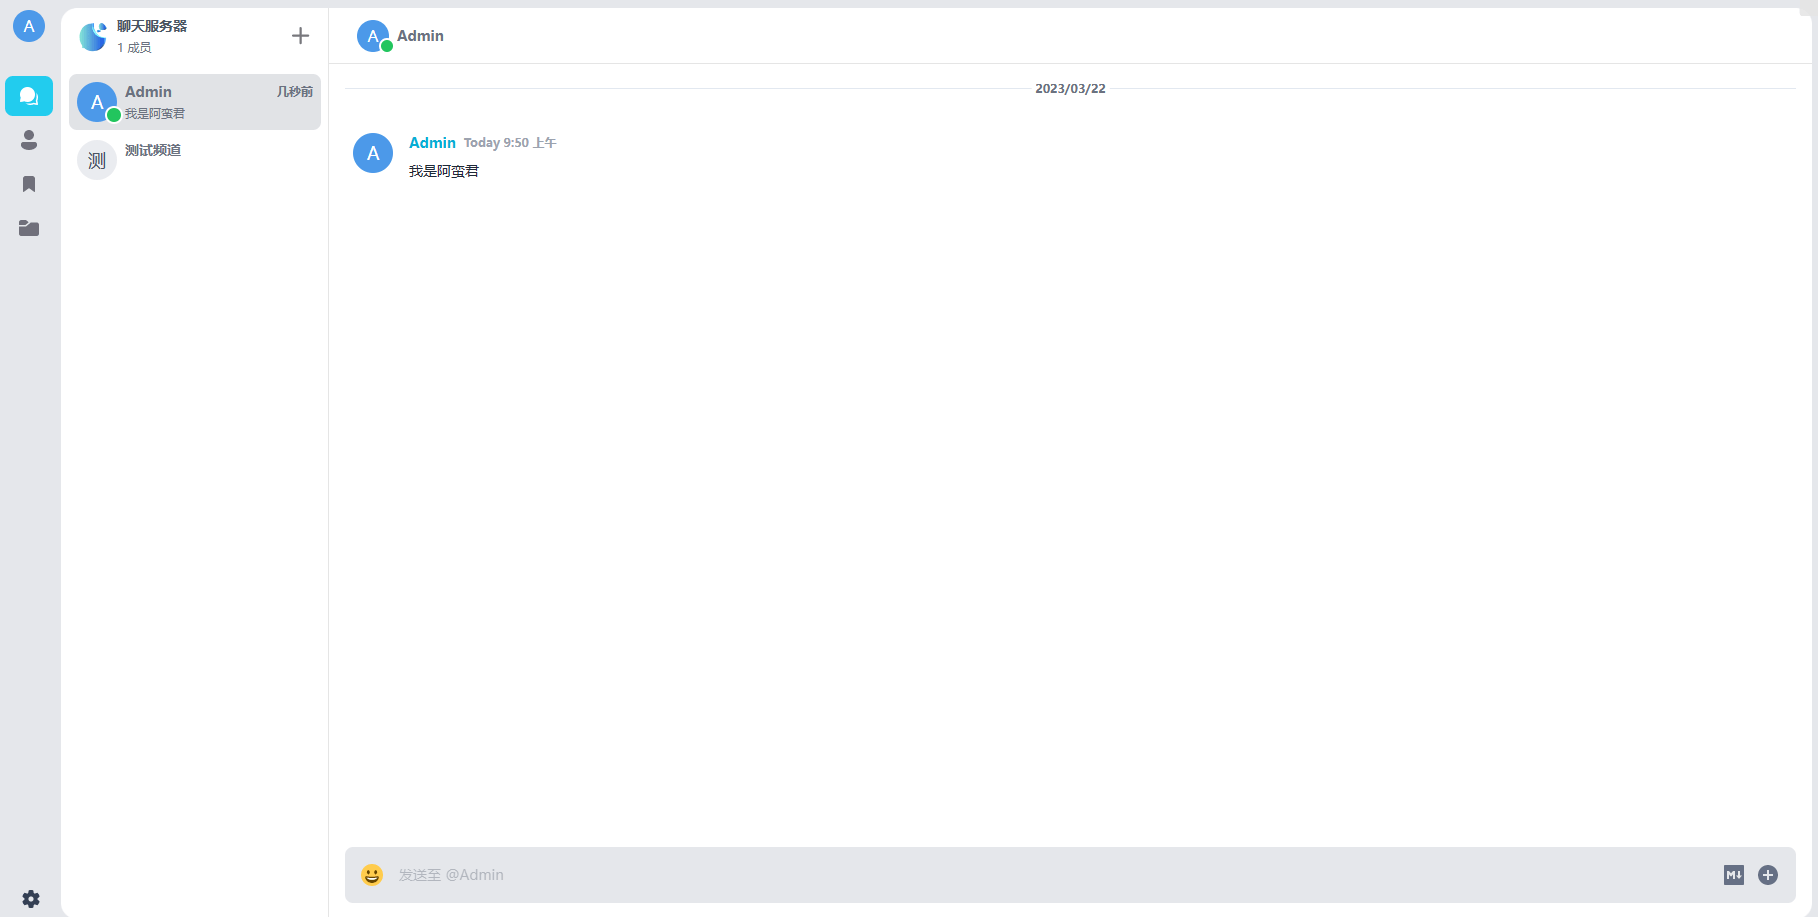 A
聊天服务器
1 成员
A
Admin
几秒前
我是阿蛮君
测
测试频道
A
Admin
2023/03/22
A
Admin Today 9:50 上午
我是阿蛮君
发送至 @Admin
M↓